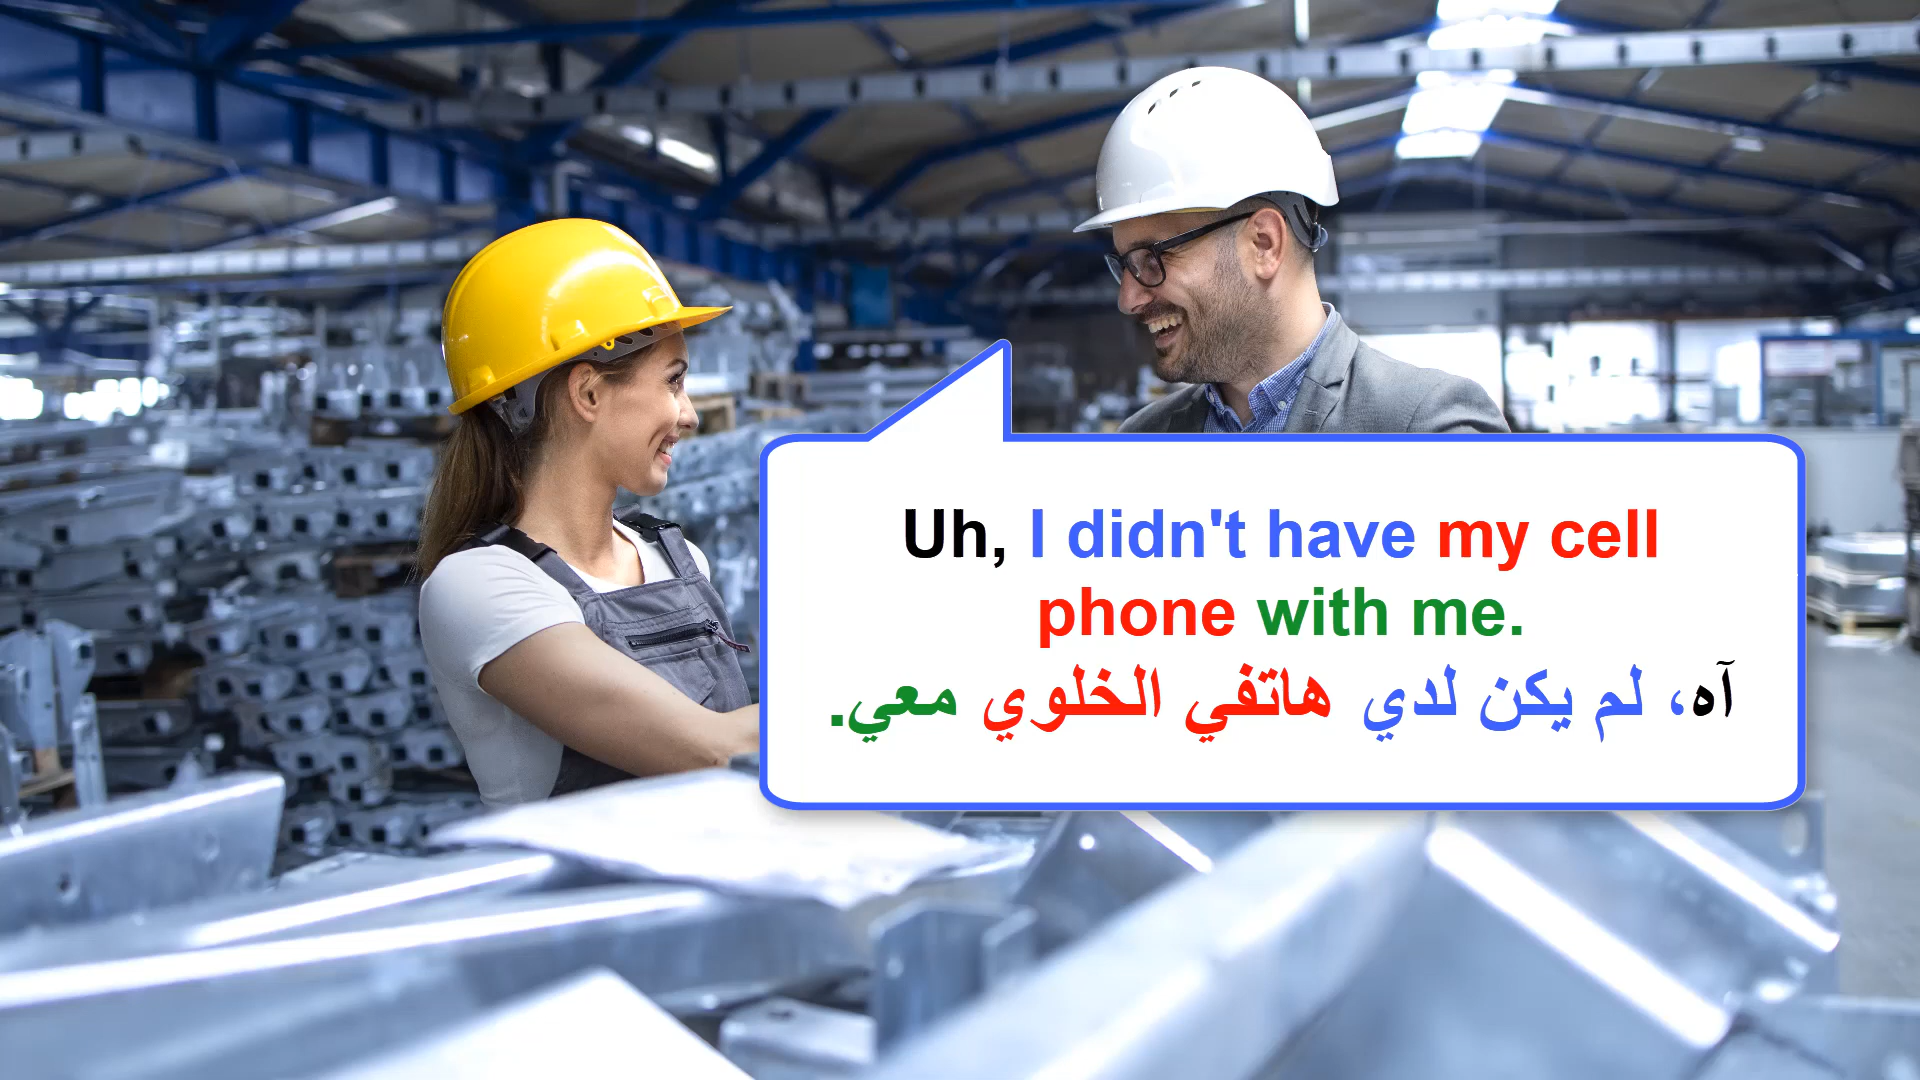 Uh, I didn't have my cell
phone with me.
آه، لم يكن لدي هاتفي الخلوي معي.